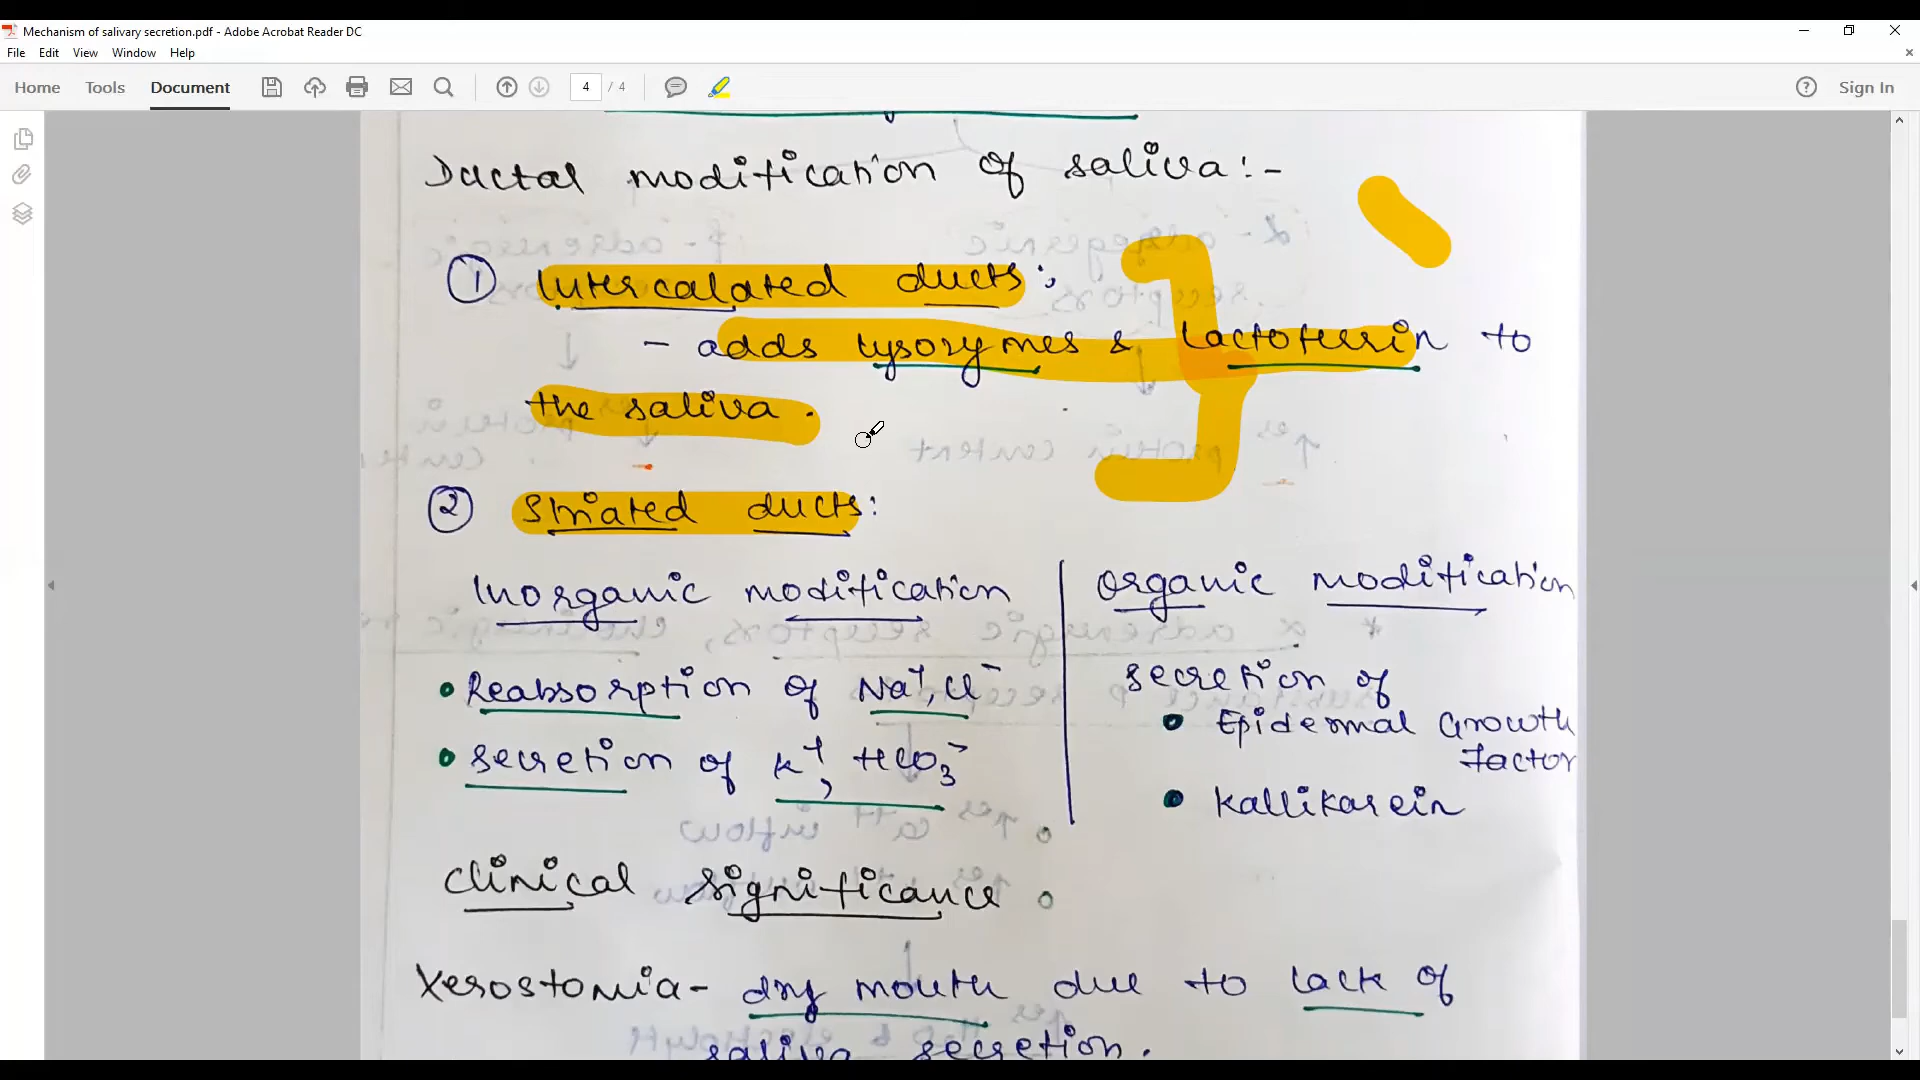 Mechanism of salivary secretion.pdf - Adobe Acrobat Reader DC
File Edit View Window Help
Home Tools Document 4 / 4 Sign In
Ductal modification of saliva:-
① Intercalated ducts:
- adds lysozymes & Lactoferrin to
the saliva.
② Striated ducts:
Inorganic modification
• Reabsorption of Na⁺, Cl⁻
• secretion of K⁺, HCO₃⁻
Organic modification
secretion of
• Epidermal Growth
Factor
• Kallikarein
Clinical significance
Xerostomia - dry mouth due to lack of
saliva secretion.